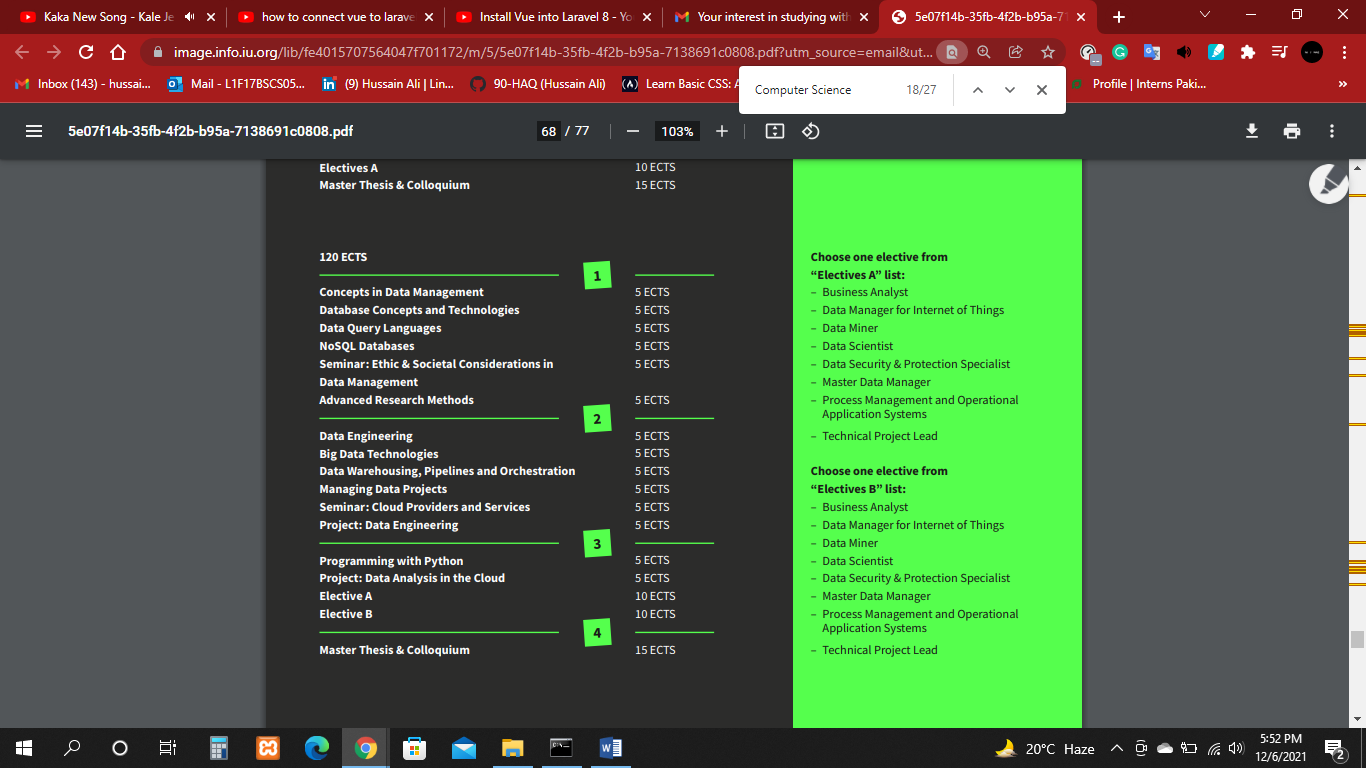 Kaka New Song - Kale Je
how to connect vue to larave
Install Vue into Laravel 8 - Yo
Your interest in studying with
5e07f14b-35fb-4f2b-b95a-71
image.info.iu.org/lib/fe4015707564047f701172/m/5/5e07f14b-35fb-4f2b-b95a-7138691c0808.pdf?utm_source=email&ut...
Inbox (143) - hussai...
Mail - L1F17BSCS05...
(9) Hussain Ali | Lin...
90-HAQ (Hussain Ali)
Learn Basic CSS: A
Profile | Interns Paki...
»
Computer Science 18/27
5e07f14b-35fb-4f2b-b95a-7138691c0808.pdf
68 / 77
103%
Electives A 10 ECTS
Master Thesis & Colloquium 15 ECTS
120 ECTS
1
Concepts in Data Management 5 ECTS
Database Concepts and Technologies 5 ECTS
Data Query Languages 5 ECTS
NoSQL Databases 5 ECTS
Seminar: Ethic & Societal Considerations in 5 ECTS
Data Management
Advanced Research Methods 5 ECTS
2
Data Engineering 5 ECTS
Big Data Technologies 5 ECTS
Data Warehousing, Pipelines and Orchestration 5 ECTS
Managing Data Projects 5 ECTS
Seminar: Cloud Providers and Services 5 ECTS
Project: Data Engineering 5 ECTS
3
Programming with Python 5 ECTS
Project: Data Analysis in the Cloud 5 ECTS
Elective A 10 ECTS
Elective B 10 ECTS
4
Master Thesis & Colloquium 15 ECTS
Choose one elective from
“Electives A” list:
– Business Analyst
– Data Manager for Internet of Things
– Data Miner
– Data Scientist
– Data Security & Protection Specialist
– Master Data Manager
– Process Management and Operational
Application Systems
– Technical Project Lead
Choose one elective from
“Electives B” list:
– Business Analyst
– Data Manager for Internet of Things
– Data Miner
– Data Scientist
– Data Security & Protection Specialist
– Master Data Manager
– Process Management and Operational
Application Systems
– Technical Project Lead
20°C Haze
5:52 PM
12/6/2021
2